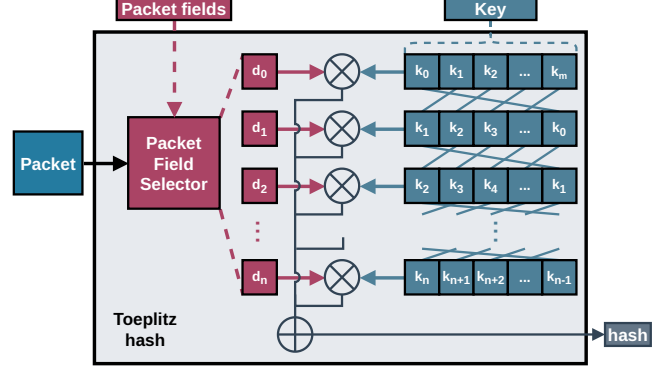 Packet fields
Key
d0
k0 k1 k2 ... km
d1
k1 k2 k3 ... k0
Packet
Packet
Field
Selector
d2
k2 k3 k4 ... k1
dn
kn kn+1 kn+2 ... kn-1
Toeplitz
hash
hash